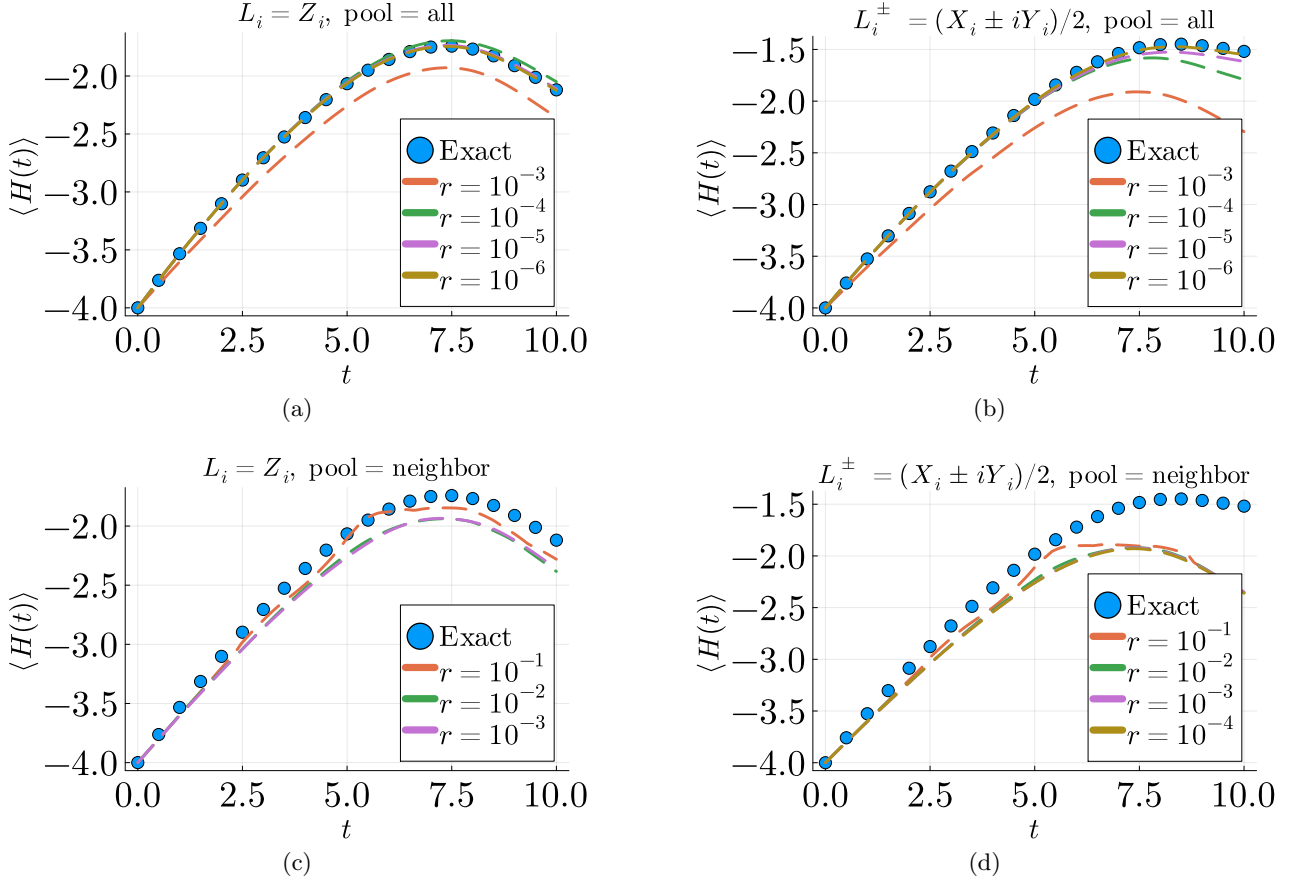 L_i = Z_i, pool = all
⟨H(t)⟩
−2.0
−2.5
−3.0
−3.5
−4.0
Exact
r = 10^−3
r = 10^−4
r = 10^−5
r = 10^−6
0.0 2.5 5.0 7.5 10.0
t
(a)
L_i^± = (X_i ± iY_i)/2, pool = all
⟨H(t)⟩
−1.5
−2.0
−2.5
−3.0
−3.5
−4.0
Exact
r = 10^−3
r = 10^−4
r = 10^−5
r = 10^−6
0.0 2.5 5.0 7.5 10.0
t
(b)
L_i = Z_i, pool = neighbor
⟨H(t)⟩
−2.0
−2.5
−3.0
−3.5
−4.0
Exact
r = 10^−1
r = 10^−2
r = 10^−3
0.0 2.5 5.0 7.5 10.0
t
(c)
L_i^± = (X_i ± iY_i)/2, pool = neighbor
⟨H(t)⟩
−1.5
−2.0
−2.5
−3.0
−3.5
−4.0
Exact
r = 10^−1
r = 10^−2
r = 10^−3
r = 10^−4
0.0 2.5 5.0 7.5 10.0
t
(d)